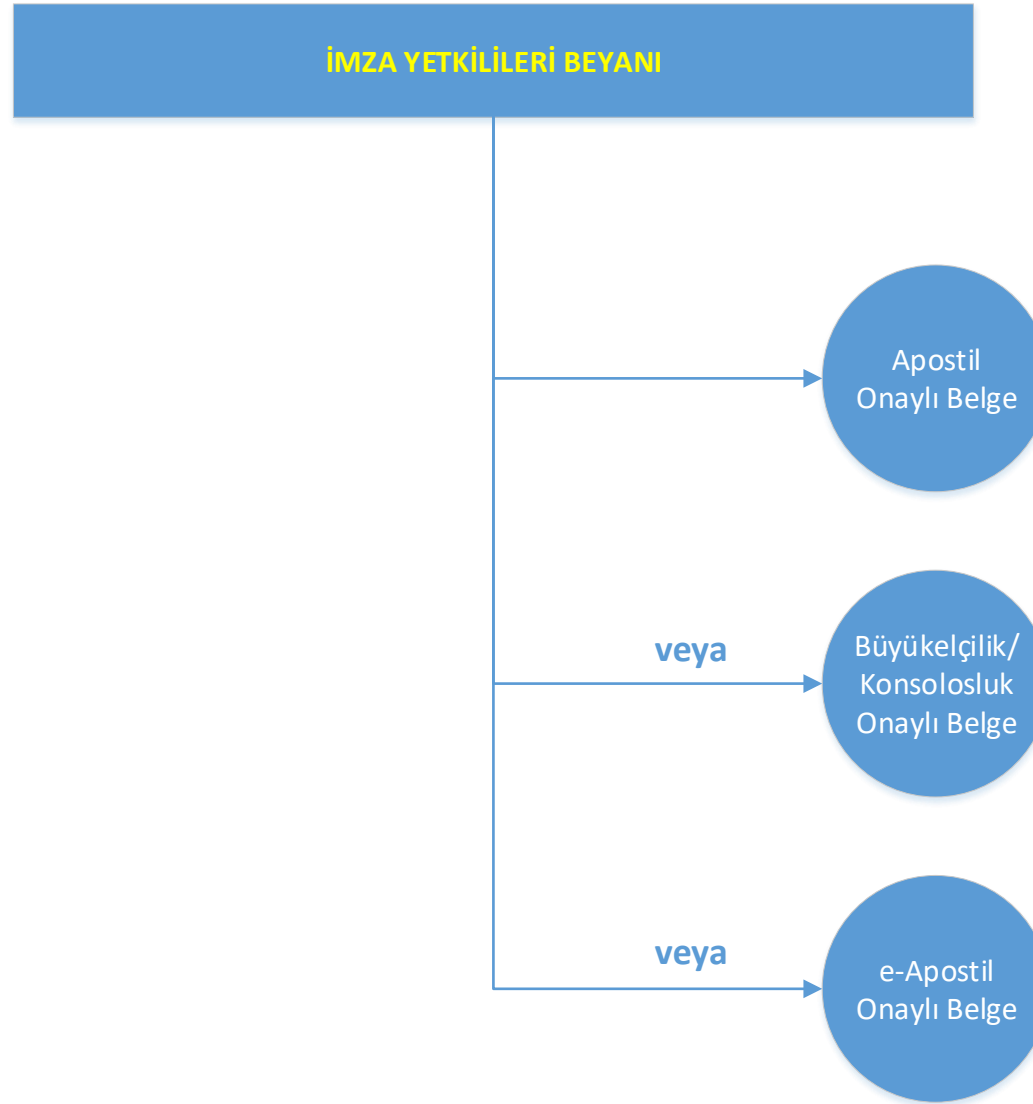 İMZA YETKİLİLERİ BEYANI
Apostil
Onaylı Belge
veya
Büyükelçilik/
Konsolosluk
Onaylı Belge
veya
e-Apostil
Onaylı Belge